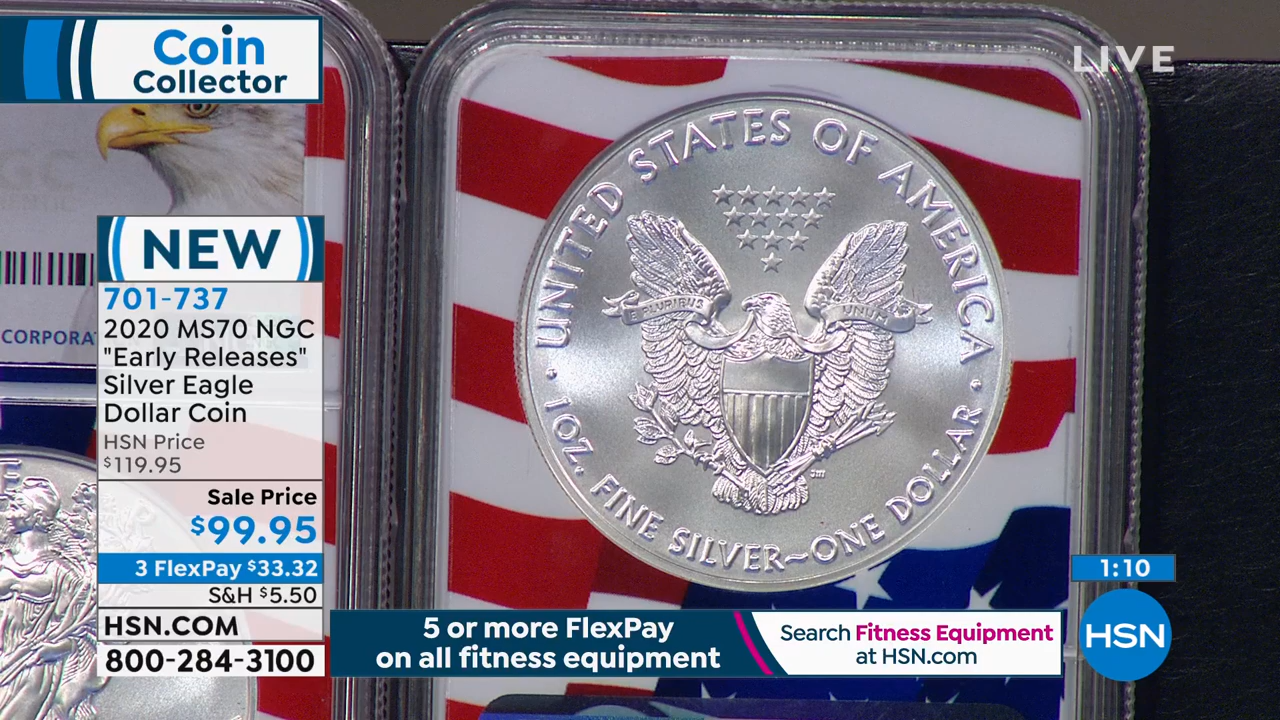 Coin
Collector
LIVE
NEW
701-737
2020 MS70 NGC
"Early Releases"
Silver Eagle
Dollar Coin
HSN Price
$119.95
Sale Price
$99.95
3 FlexPay $33.32
S&H $5.50
HSN.COM
800-284-3100
CORPORA
UNITED STATES OF AMERICA
E PLURIBUS
UNUM
1 OZ. FINE SILVER~ONE DOLLAR
5 or more FlexPay
on all fitness equipment
Search Fitness Equipment
at HSN.com
1:10
HSN